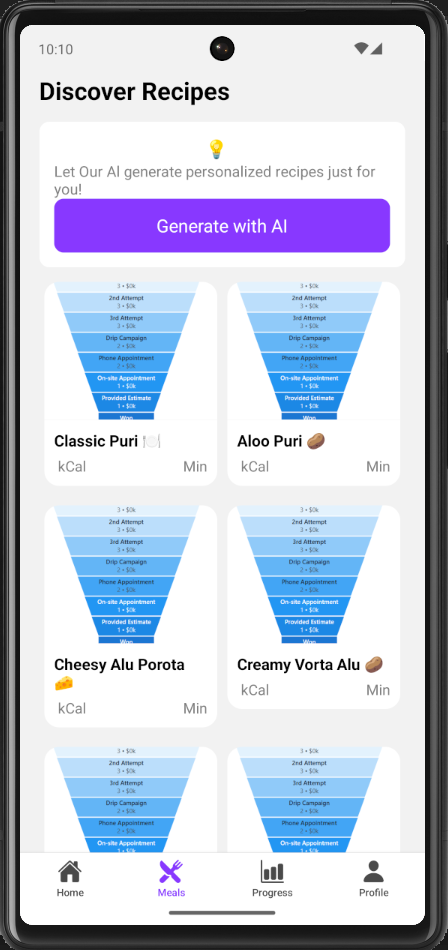 10:10
Discover Recipes
💡
Let Our AI generate personalized recipes just for
you!
Generate with AI
3 • $0k
2nd Attempt
3 • $0k
3rd Attempt
3 • $0k
Drip Campaign
2 • $0k
Phone Appointment
2 • $0k
On-site Appointment
1 • $0k
Provided Estimate
1 • $0k
Won
Classic Puri 🍽️
kCal Min
3 • $0k
2nd Attempt
3 • $0k
3rd Attempt
3 • $0k
Drip Campaign
2 • $0k
Phone Appointment
2 • $0k
On-site Appointment
1 • $0k
Provided Estimate
1 • $0k
Won
Aloo Puri 🥔
kCal Min
3 • $0k
2nd Attempt
3 • $0k
3rd Attempt
3 • $0k
Drip Campaign
2 • $0k
Phone Appointment
2 • $0k
On-site Appointment
1 • $0k
Provided Estimate
1 • $0k
Won
Cheesy Alu Porota
🧀
kCal Min
3 • $0k
2nd Attempt
3 • $0k
3rd Attempt
3 • $0k
Drip Campaign
2 • $0k
Phone Appointment
2 • $0k
On-site Appointment
1 • $0k
Provided Estimate
1 • $0k
Won
Creamy Vorta Alu 🥔
kCal Min
3 • $0k
2nd Attempt
3 • $0k
3rd Attempt
3 • $0k
Drip Campaign
2 • $0k
Phone Appointment
2 • $0k
On-site Appointment
3 • $0k
2nd Attempt
3 • $0k
3rd Attempt
3 • $0k
Drip Campaign
2 • $0k
Phone Appointment
2 • $0k
On-site Appointment
Home
Meals
Progress
Profile